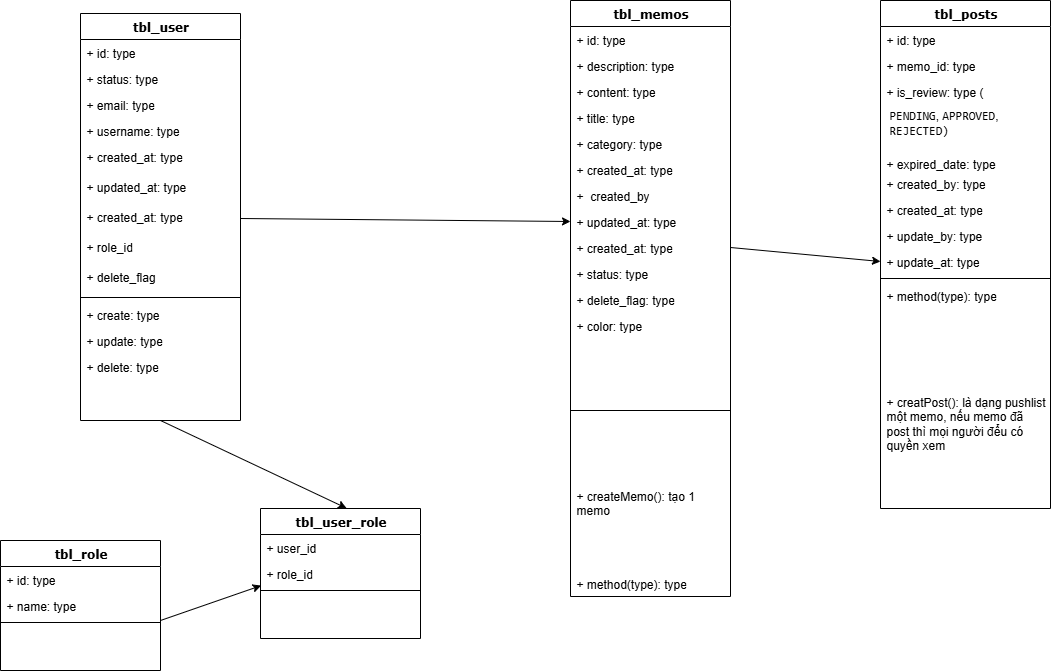 tbl_user
+ id: type
+ status: type
+ email: type
+ username: type
+ created_at: type
+ updated_at: type
+ created_at: type
+ role_id
+ delete_flag
+ create: type
+ update: type
+ delete: type
tbl_memos
+ id: type
+ description: type
+ content: type
+ title: type
+ category: type
+ created_at: type
+ created_by
+ updated_at: type
+ created_at: type
+ status: type
+ delete_flag: type
+ color: type
+ createMemo(): tạo 1
memo
+ method(type): type
tbl_posts
+ id: type
+ memo_id: type
+ is_review: type (
PENDING, APPROVED,
REJECTED)
+ expired_date: type
+ created_by: type
+ created_at: type
+ update_by: type
+ update_at: type
+ method(type): type
+ creatPost(): là dạng pushlist
một memo, nếu memo đã
post thì mọi người đều có
quyền xem
tbl_role
+ id: type
+ name: type
tbl_user_role
+ user_id
+ role_id